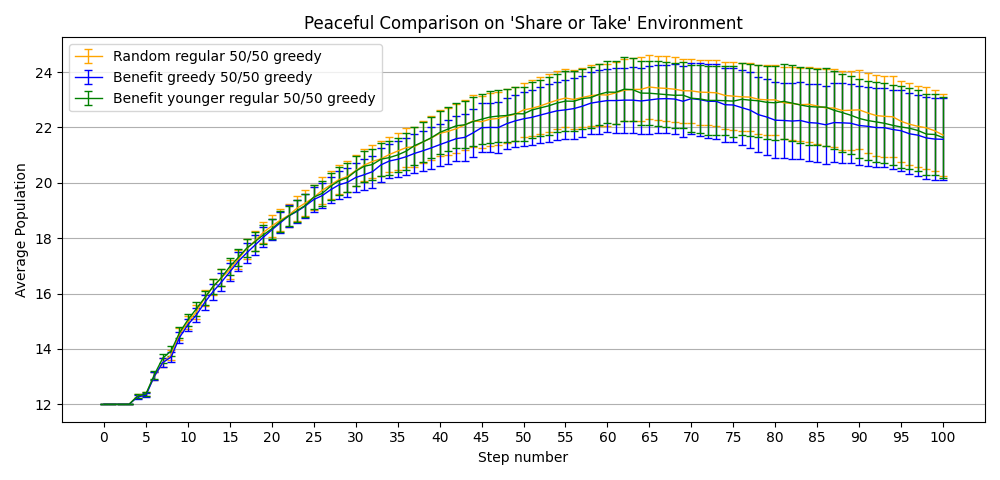 Peaceful Comparison on 'Share or Take' Environment
Random regular 50/50 greedy
Benefit greedy 50/50 greedy
Benefit younger regular 50/50 greedy
Average Population
24
22
20
18
16
14
12
0 5 10 15 20 25 30 35 40 45 50 55 60 65 70 75 80 85 90 95 100
Step number